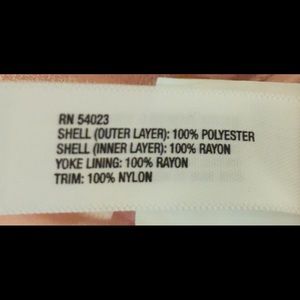 RN 54023
SHELL (OUTER LAYER): 100% POLYESTER
SHELL (INNER LAYER): 100% RAYON
YOKE LINING: 100% RAYON
TRIM: 100% NYLON